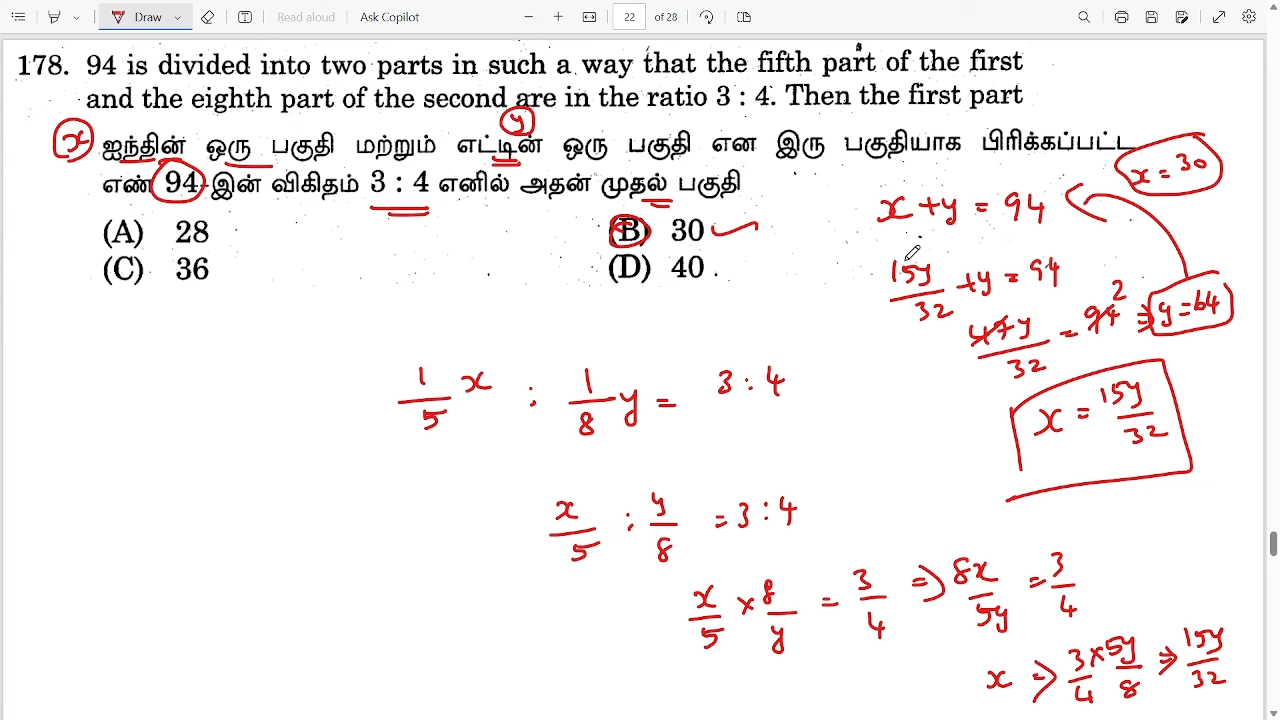 Draw Read aloud Ask Copilot 22 of 28
178. 94 is divided into two parts in such a way that the fifth part of the first
and the eighth part of the second are in the ratio 3 : 4. Then the first part
y
x ஐந்தின் ஒரு பகுதி மற்றும் எட்டின் ஒரு பகுதி என இரு பகுதியாக பிரிக்கப்பட்ட
எண் 94-இன் விகிதம் 3 : 4 எனில் அதன் முதல் பகுதி
x = 30
x + y = 94
(A) 28 (B) 30
(C) 36 (D) 40
15y/32 + y = 94
47y/32 = 94 2 ⇒ y = 64
1/5 x : 1/8 y = 3 : 4
x = 15y/32
x/5 : y/8 = 3 : 4
x/5 × 8/y = 3/4 ⇒ 8x/5y = 3/4
x ⇒ 3/4 × 5y/8 ⇒ 15y/32